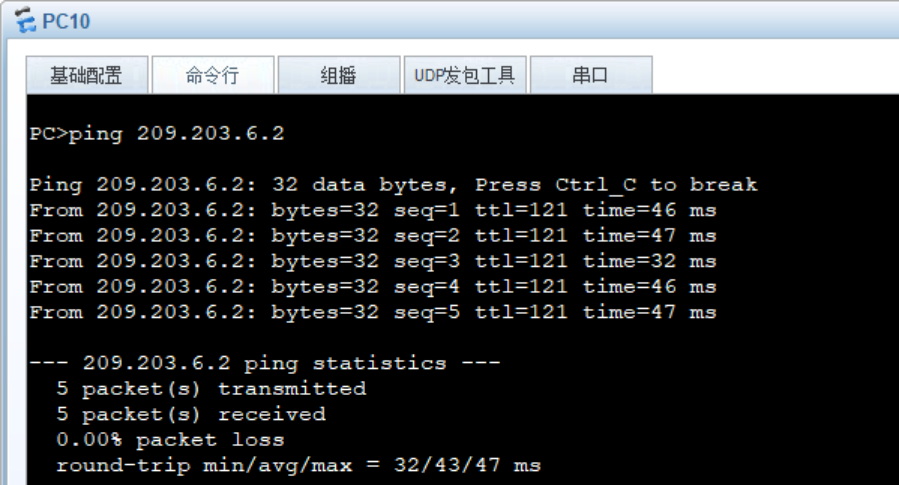 PC10
基础配置 命令行 组播 UDP发包工具 串口
PC>ping 209.203.6.2
Ping 209.203.6.2: 32 data bytes, Press Ctrl_C to break
From 209.203.6.2: bytes=32 seq=1 ttl=121 time=46 ms
From 209.203.6.2: bytes=32 seq=2 ttl=121 time=47 ms
From 209.203.6.2: bytes=32 seq=3 ttl=121 time=32 ms
From 209.203.6.2: bytes=32 seq=4 ttl=121 time=46 ms
From 209.203.6.2: bytes=32 seq=5 ttl=121 time=47 ms
--- 209.203.6.2 ping statistics ---
5 packet(s) transmitted
5 packet(s) received
0.00% packet loss
round-trip min/avg/max = 32/43/47 ms